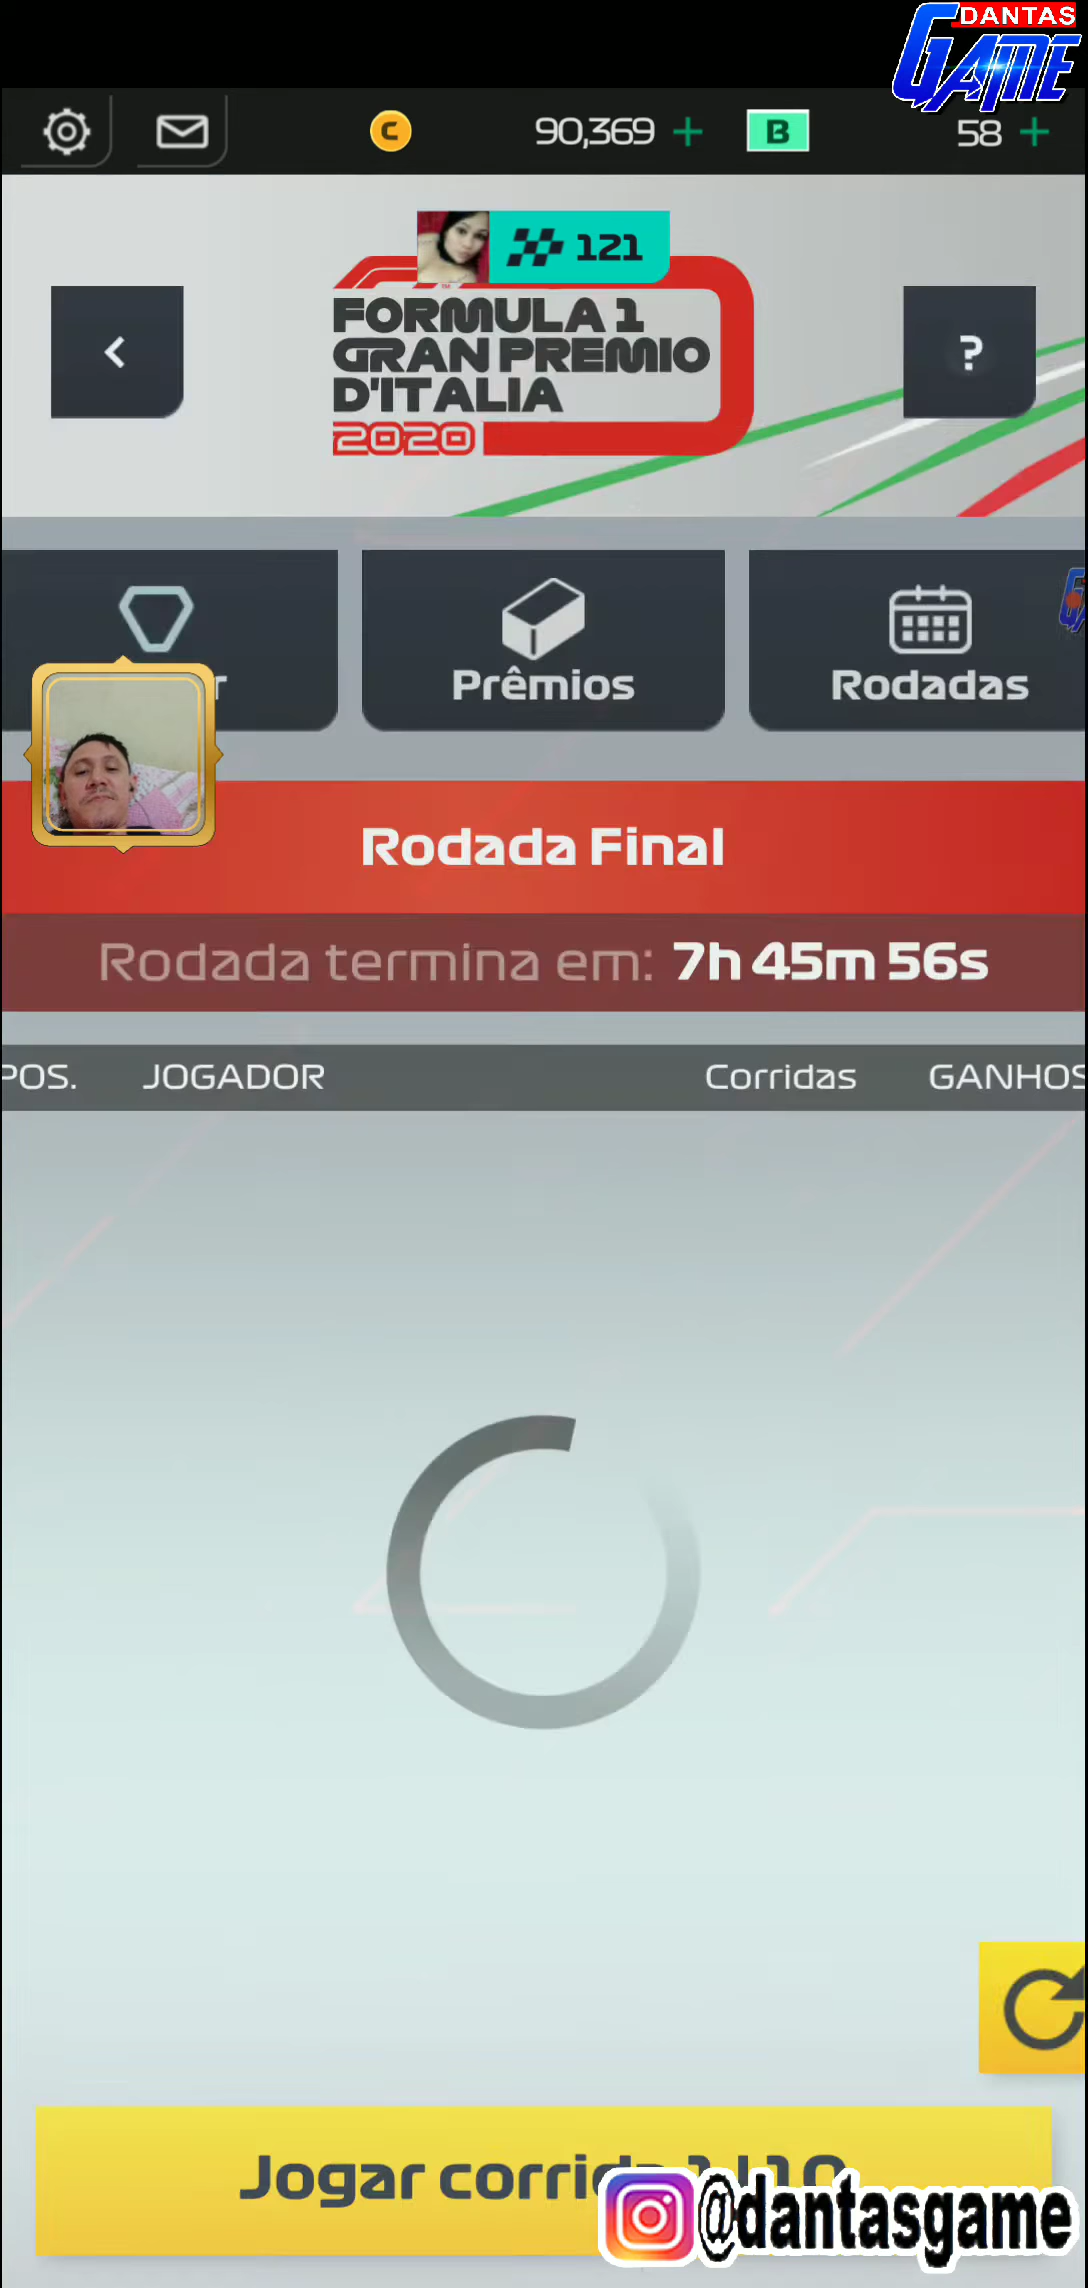 DANTAS
GAME
C 90,369 + B 58 +
121
FORMULA 1
GRAN PREMIO
D'ITALIA
2020
?
Prêmios
Rodadas
Rodada Final
Rodada termina em: 7h 45m 56s
POS. JOGADOR Corridas GANHOS
Jogar
@dantasgame